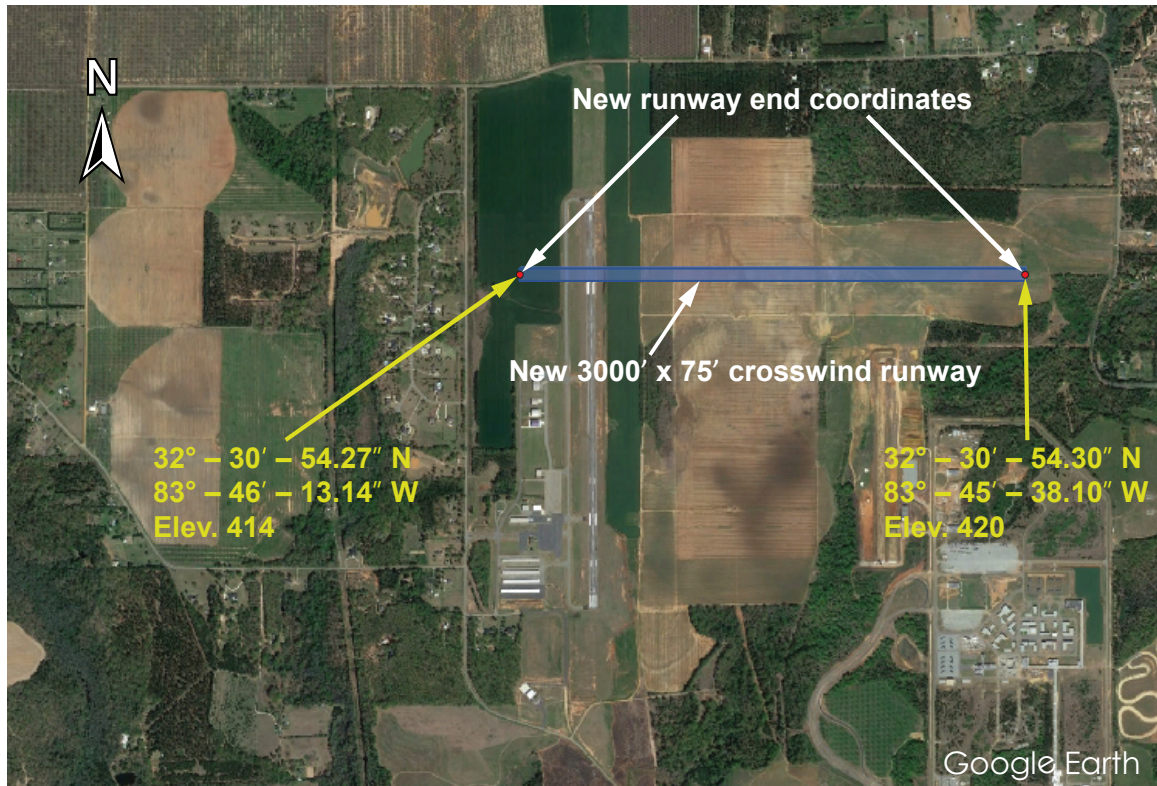 N
New runway end coordinates
New 3000′ x 75′ crosswind runway
32° – 30′ – 54.27″ N
83° – 46′ – 13.14″ W
Elev. 414
32° – 30′ – 54.30″ N
83° – 45′ – 38.10″ W
Elev. 420
Google Earth